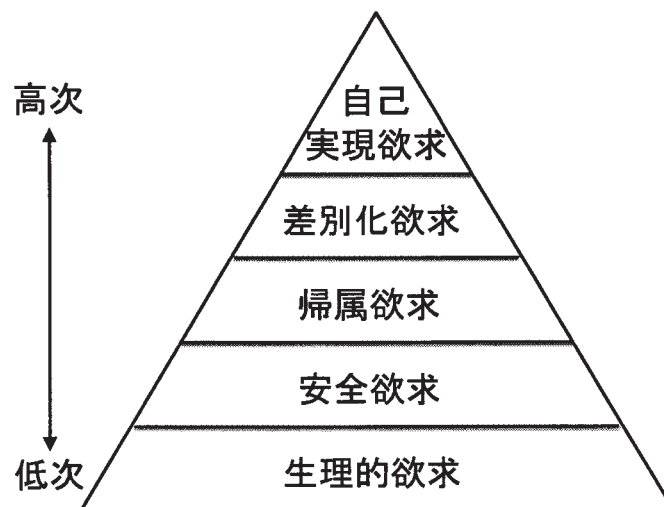 高次
自己
実現欲求
差別化欲求
帰属欲求
安全欲求
低次
生理的欲求